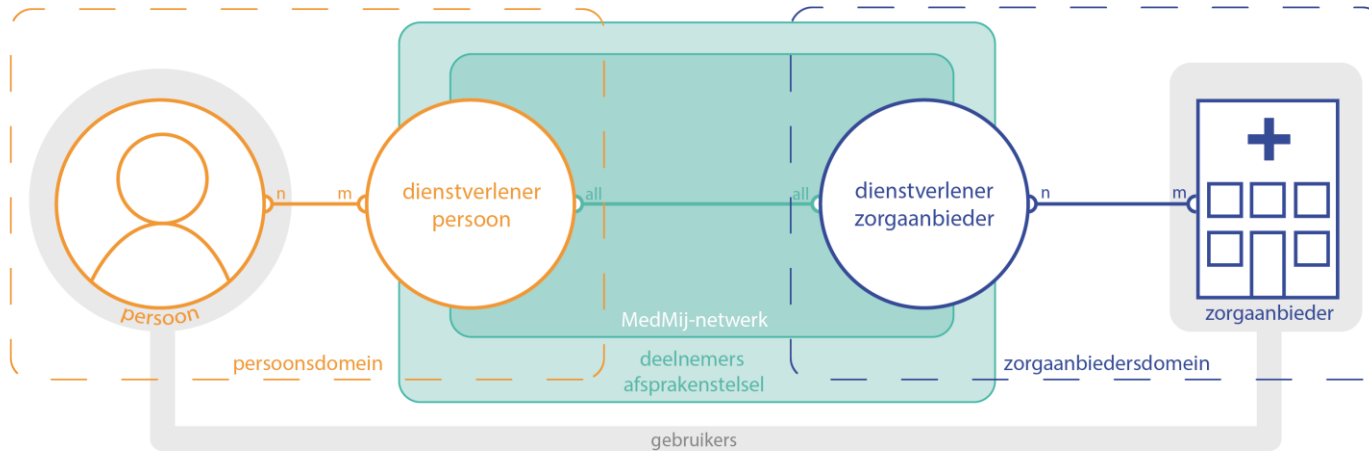 n
m
dienstverlener
persoon
all
all
dienstverlener
zorgaanbieder
n
m
persoon
MedMij-netwerk
zorgaanbieder
persoonsdomein
deelnemers
afsprakenstelsel
zorgaanbiedersdomein
gebruikers